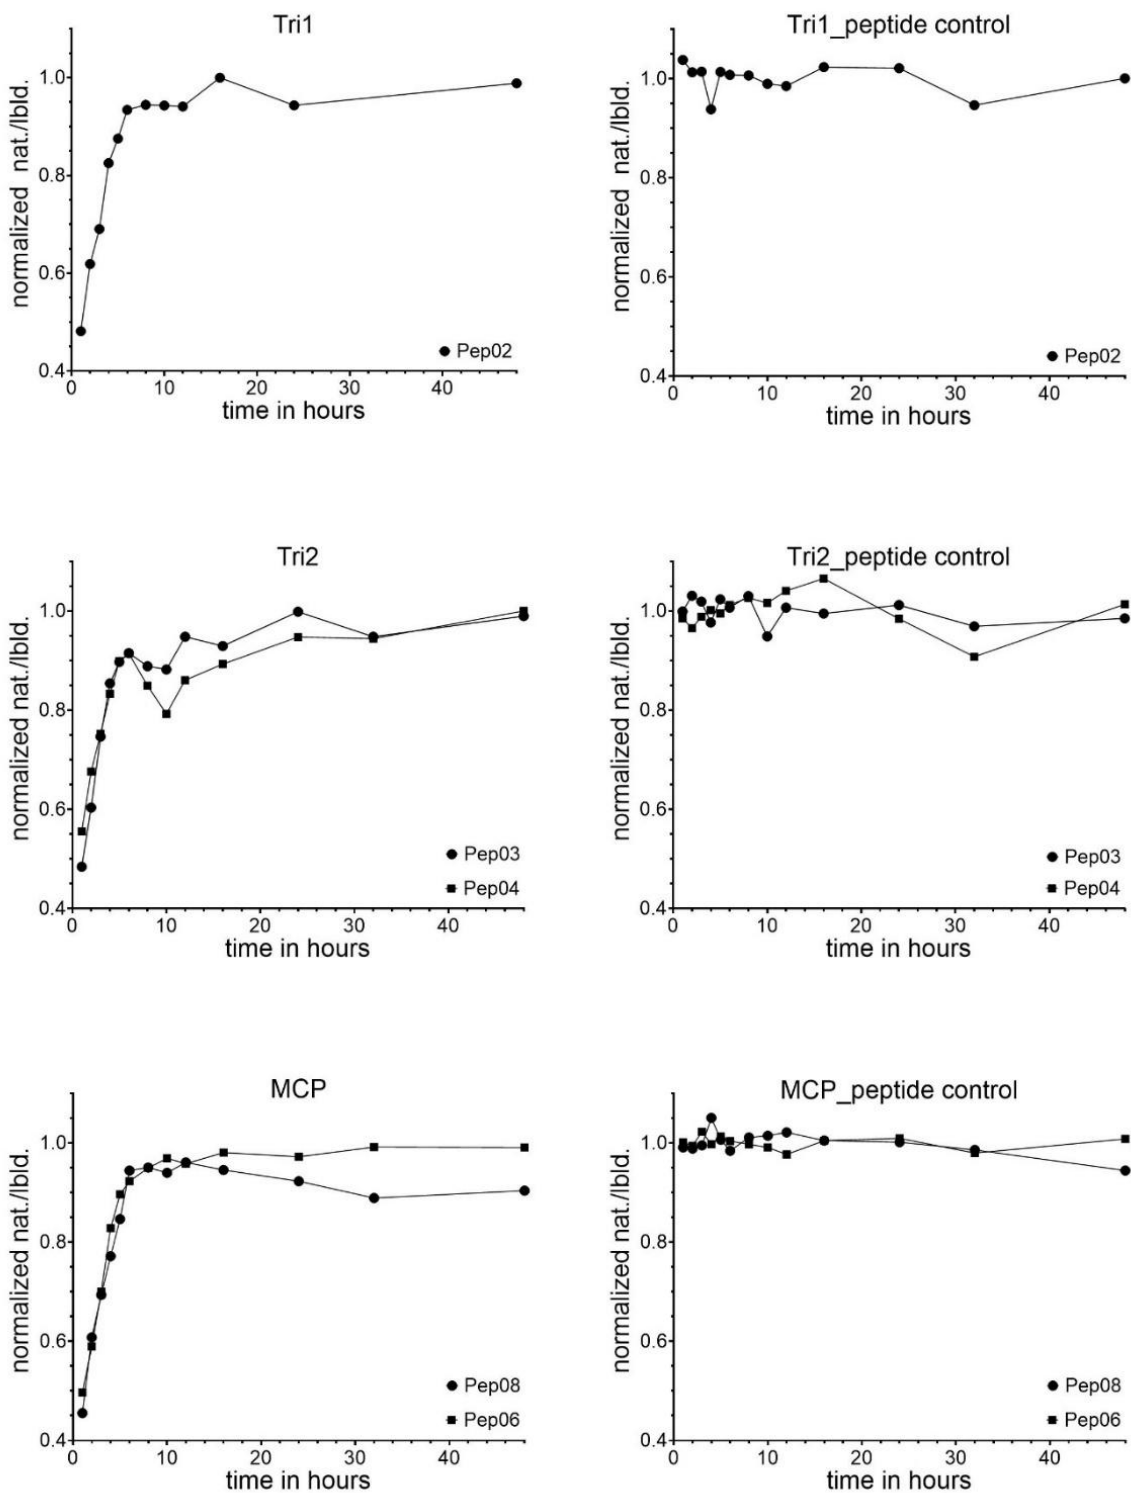 Tri1
normalized nat./lbld.
1.0
0.8
0.6
0.4
0 10 20 30 40
time in hours
Pep02
Tri1_peptide control
normalized nat./lbld.
1.0
0.8
0.6
0.4
0 10 20 30 40
time in hours
Pep02
Tri2
normalized nat./lbld.
1.0
0.8
0.6
0.4
0 10 20 30 40
time in hours
Pep03
Pep04
Tri2_peptide control
normalized nat./lbld.
1.0
0.8
0.6
0.4
0 10 20 30 40
time in hours
Pep03
Pep04
MCP
normalized nat./lbld.
1.0
0.8
0.6
0.4
0 10 20 30 40
time in hours
Pep08
Pep06
MCP_peptide control
normalized nat./lbld.
1.0
0.8
0.6
0.4
0 10 20 30 40
time in hours
Pep08
Pep06